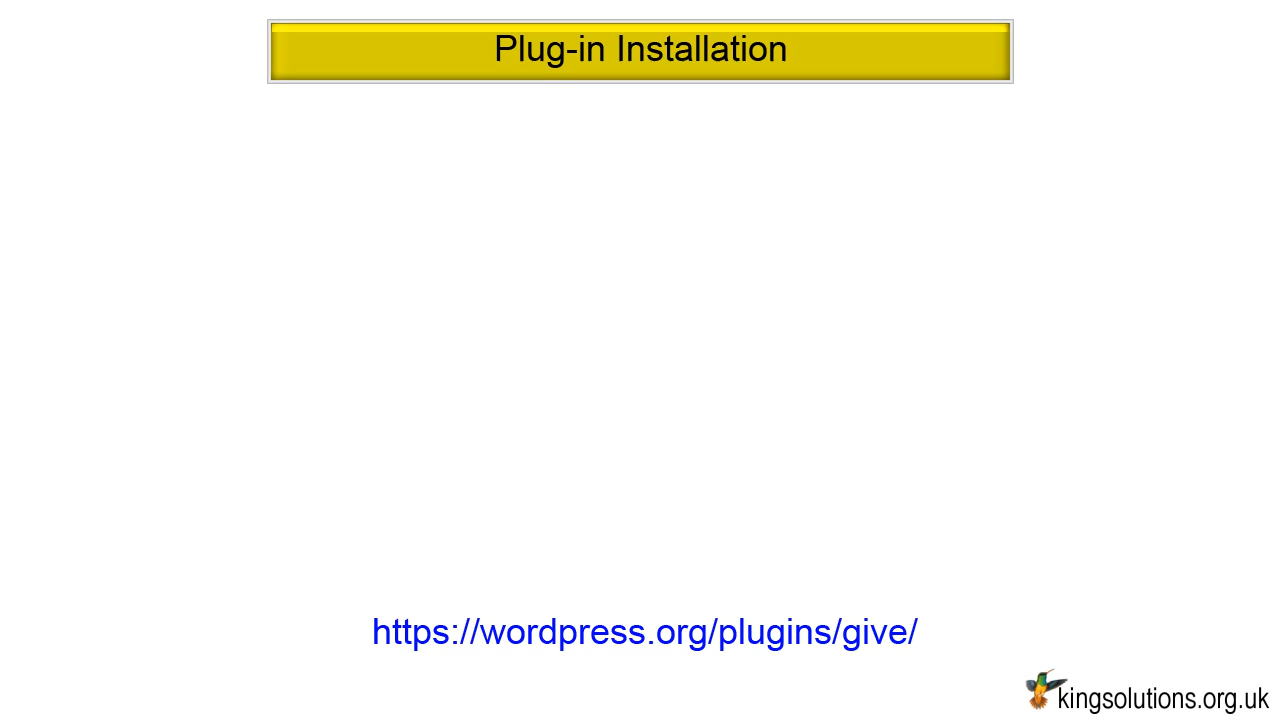 Plug-in Installation
https://wordpress.org/plugins/give/
kingsolutions.org.uk